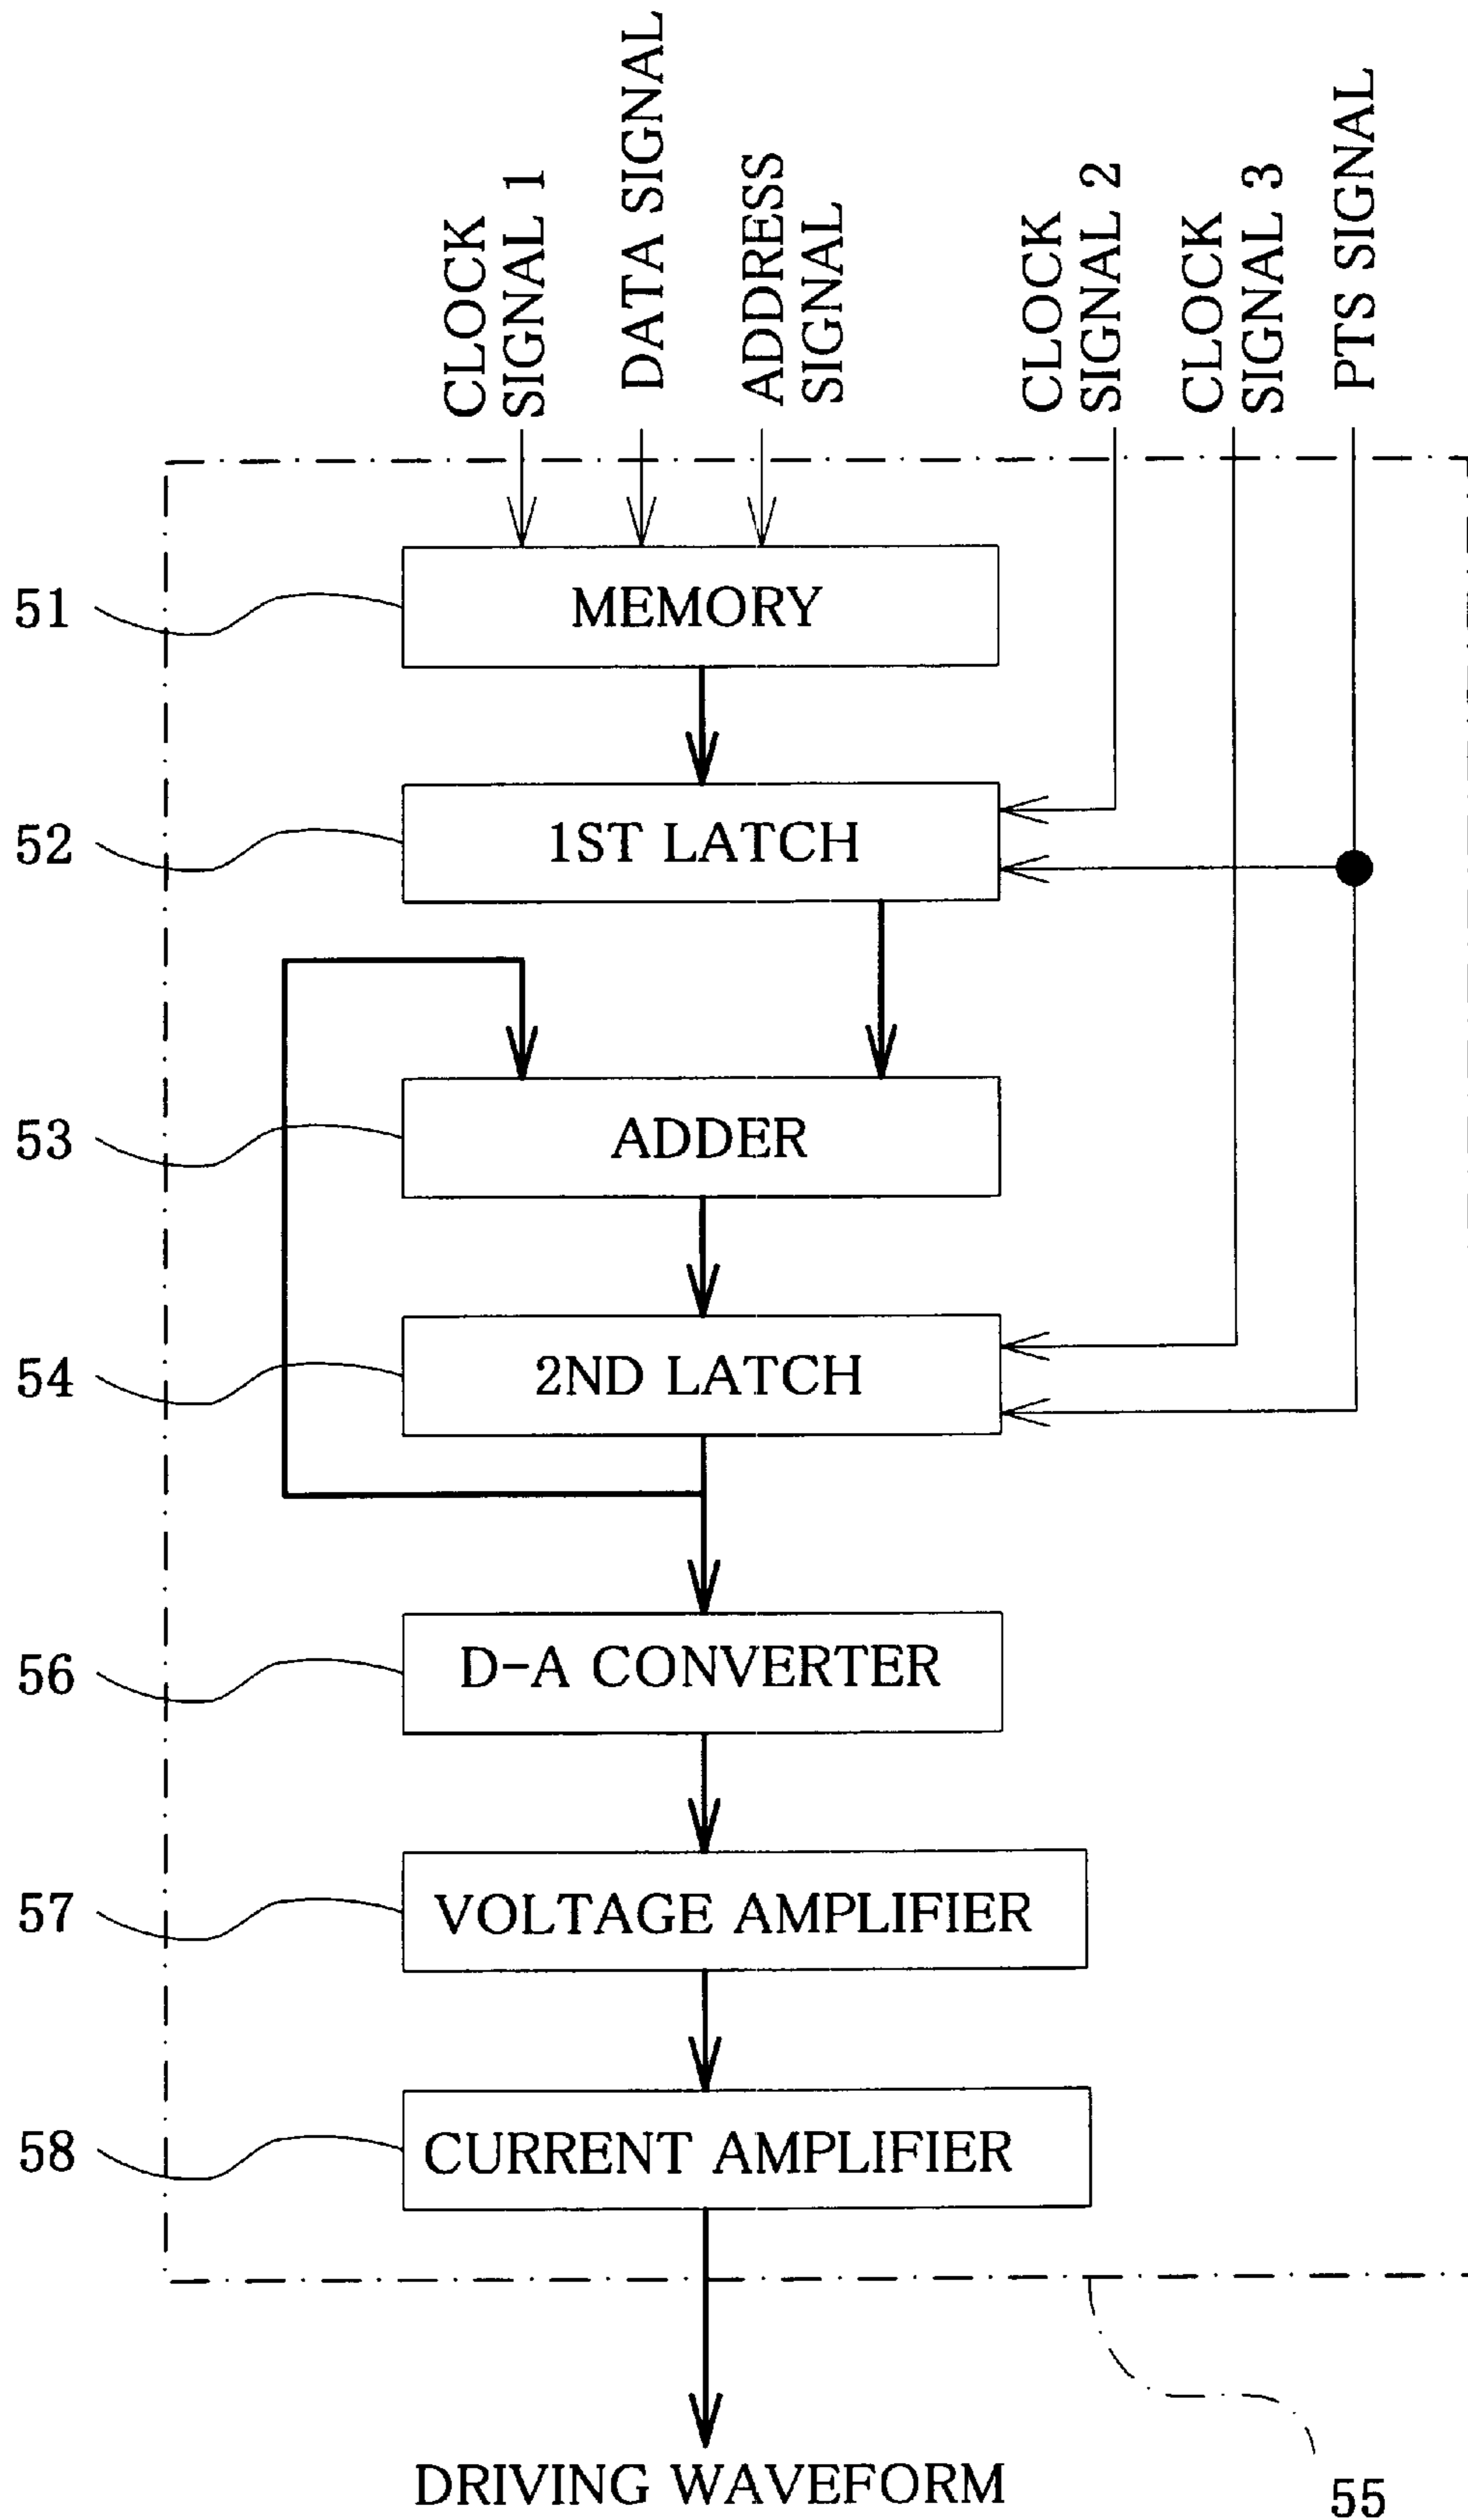 CLOCK
SIGNAL 1
DATA SIGNAL
ADDRESS
SIGNAL
CLOCK
SIGNAL 2
CLOCK
SIGNAL 3
PTS SIGNAL
51
MEMORY
52
1ST LATCH
53
ADDER
54
2ND LATCH
56
D-A CONVERTER
57
VOLTAGE AMPLIFIER
58
CURRENT AMPLIFIER
DRIVING WAVEFORM
55